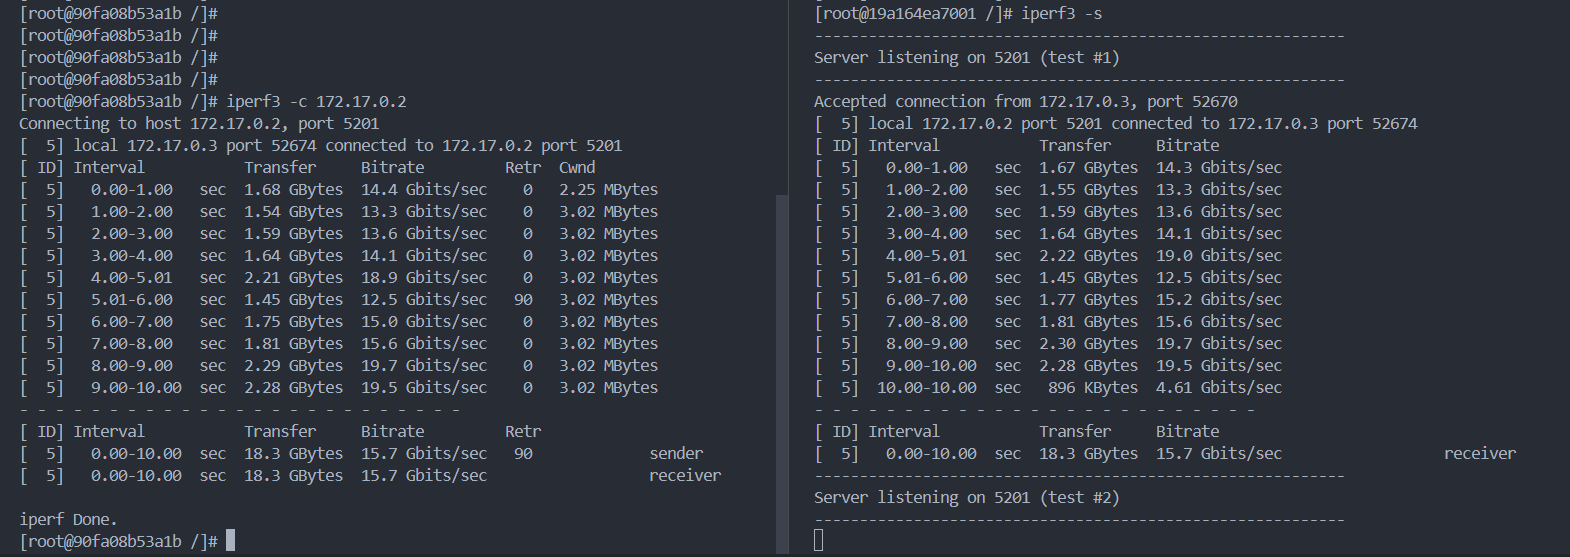 [root@90fa08b53a1b /]#
[root@90fa08b53a1b /]#
[root@90fa08b53a1b /]#
[root@90fa08b53a1b /]#
[root@90fa08b53a1b /]# iperf3 -c 172.17.0.2
Connecting to host 172.17.0.2, port 5201
[  5] local 172.17.0.3 port 52674 connected to 172.17.0.2 port 5201
[ ID] Interval           Transfer     Bitrate         Retr  Cwnd
[  5]   0.00-1.00   sec  1.68 GBytes  14.4 Gbits/sec    0   2.25 MBytes
[  5]   1.00-2.00   sec  1.54 GBytes  13.3 Gbits/sec    0   3.02 MBytes
[  5]   2.00-3.00   sec  1.59 GBytes  13.6 Gbits/sec    0   3.02 MBytes
[  5]   3.00-4.00   sec  1.64 GBytes  14.1 Gbits/sec    0   3.02 MBytes
[  5]   4.00-5.01   sec  2.21 GBytes  18.9 Gbits/sec    0   3.02 MBytes
[  5]   5.01-6.00   sec  1.45 GBytes  12.5 Gbits/sec   90   3.02 MBytes
[  5]   6.00-7.00   sec  1.75 GBytes  15.0 Gbits/sec    0   3.02 MBytes
[  5]   7.00-8.00   sec  1.81 GBytes  15.6 Gbits/sec    0   3.02 MBytes
[  5]   8.00-9.00   sec  2.29 GBytes  19.7 Gbits/sec    0   3.02 MBytes
[  5]   9.00-10.00  sec  2.28 GBytes  19.5 Gbits/sec    0   3.02 MBytes
- - - - - - - - - - - - - - - - - - - - - - - - -
[ ID] Interval           Transfer     Bitrate         Retr
[  5]   0.00-10.00  sec  18.3 GBytes  15.7 Gbits/sec   90             sender
[  5]   0.00-10.00  sec  18.3 GBytes  15.7 Gbits/sec                  receiver
iperf Done.
[root@90fa08b53a1b /]#
[root@19a164ea7001 /]# iperf3 -s
-----------------------------------------------------------
Server listening on 5201 (test #1)
-----------------------------------------------------------
Accepted connection from 172.17.0.3, port 52670
[  5] local 172.17.0.2 port 5201 connected to 172.17.0.3 port 52674
[ ID] Interval           Transfer     Bitrate
[  5]   0.00-1.00   sec  1.67 GBytes  14.3 Gbits/sec
[  5]   1.00-2.00   sec  1.55 GBytes  13.3 Gbits/sec
[  5]   2.00-3.00   sec  1.59 GBytes  13.6 Gbits/sec
[  5]   3.00-4.00   sec  1.64 GBytes  14.1 Gbits/sec
[  5]   4.00-5.01   sec  2.22 GBytes  19.0 Gbits/sec
[  5]   5.01-6.00   sec  1.45 GBytes  12.5 Gbits/sec
[  5]   6.00-7.00   sec  1.77 GBytes  15.2 Gbits/sec
[  5]   7.00-8.00   sec  1.81 GBytes  15.6 Gbits/sec
[  5]   8.00-9.00   sec  2.30 GBytes  19.7 Gbits/sec
[  5]   9.00-10.00  sec  2.28 GBytes  19.5 Gbits/sec
[  5]  10.00-10.00  sec   896 KBytes  4.61 Gbits/sec
- - - - - - - - - - - - - - - - - - - - - - - - -
[ ID] Interval           Transfer     Bitrate
[  5]   0.00-10.00  sec  18.3 GBytes  15.7 Gbits/sec                  receiver
-----------------------------------------------------------
Server listening on 5201 (test #2)
-----------------------------------------------------------